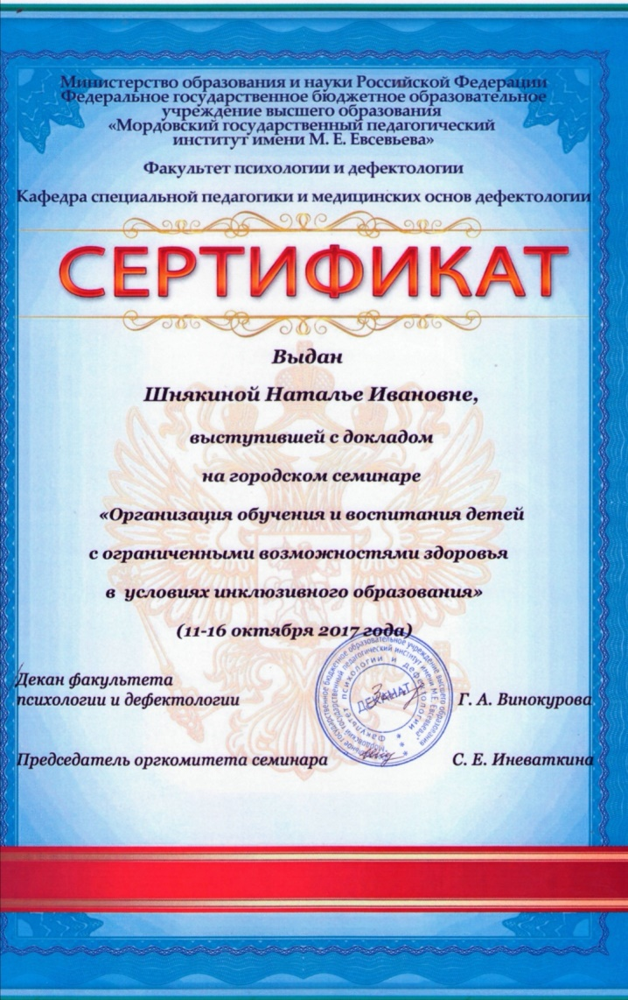 Министерство образования и науки Российской Федерации
Федеральное государственное бюджетное образовательное
учреждение высшего образования
«Мордовский государственный педагогический
институт имени М. Е. Евсевьева»
Факультет психологии и дефектологии
Кафедра специальной педагогики и медицинских основ дефектологии
СЕРТИФИКАТ
Выдан
Шнякиной Наталье Ивановне,
выступившей с докладом
на городском семинаре
«Организация обучения и воспитания детей
с ограниченными возможностями здоровья
в условиях инклюзивного образования»
(11-16 октября 2017 года)
Декан факультета
психологии и дефектологии
Г. А. Винокурова
ДЕКАНАТ
Факультет психологии и дефектологии
Председатель оргкомитета семинара
С. Е. Иневаткина